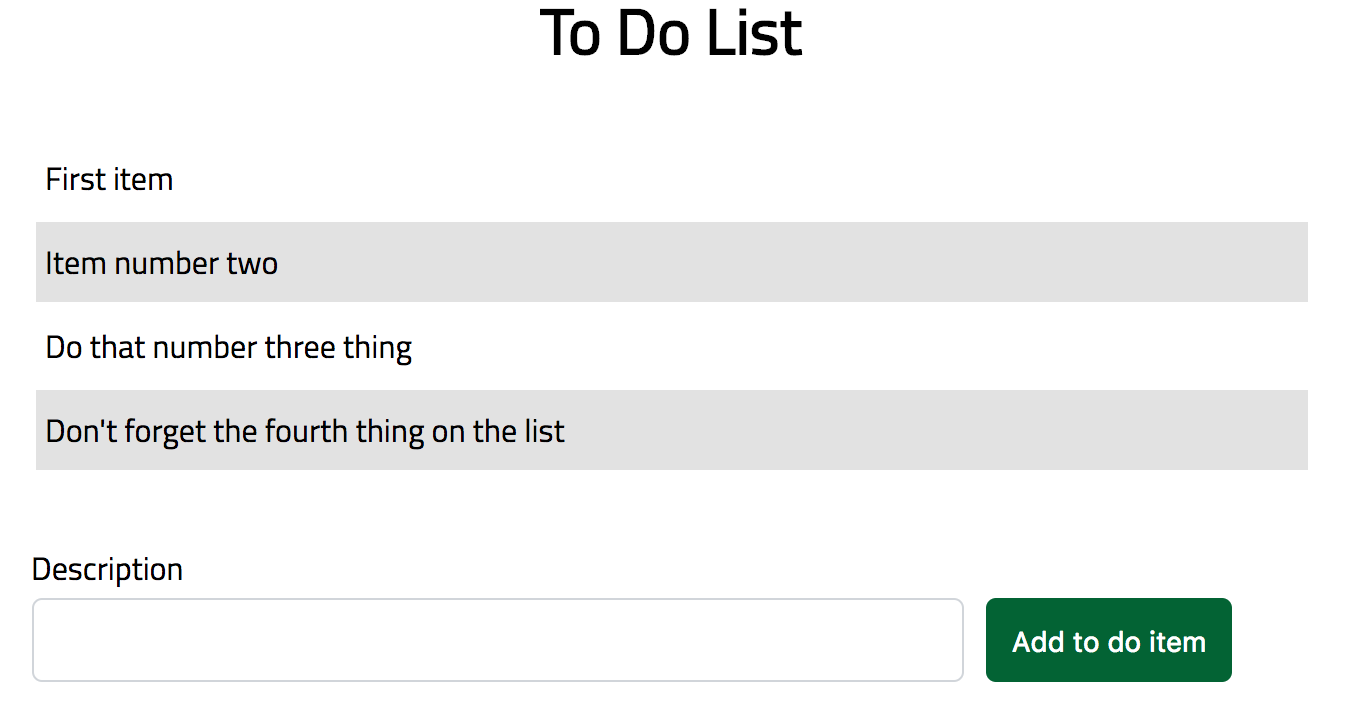 To Do List
First item
Item number two
Do that number three thing
Don't forget the fourth thing on the list
Description
Add to do item